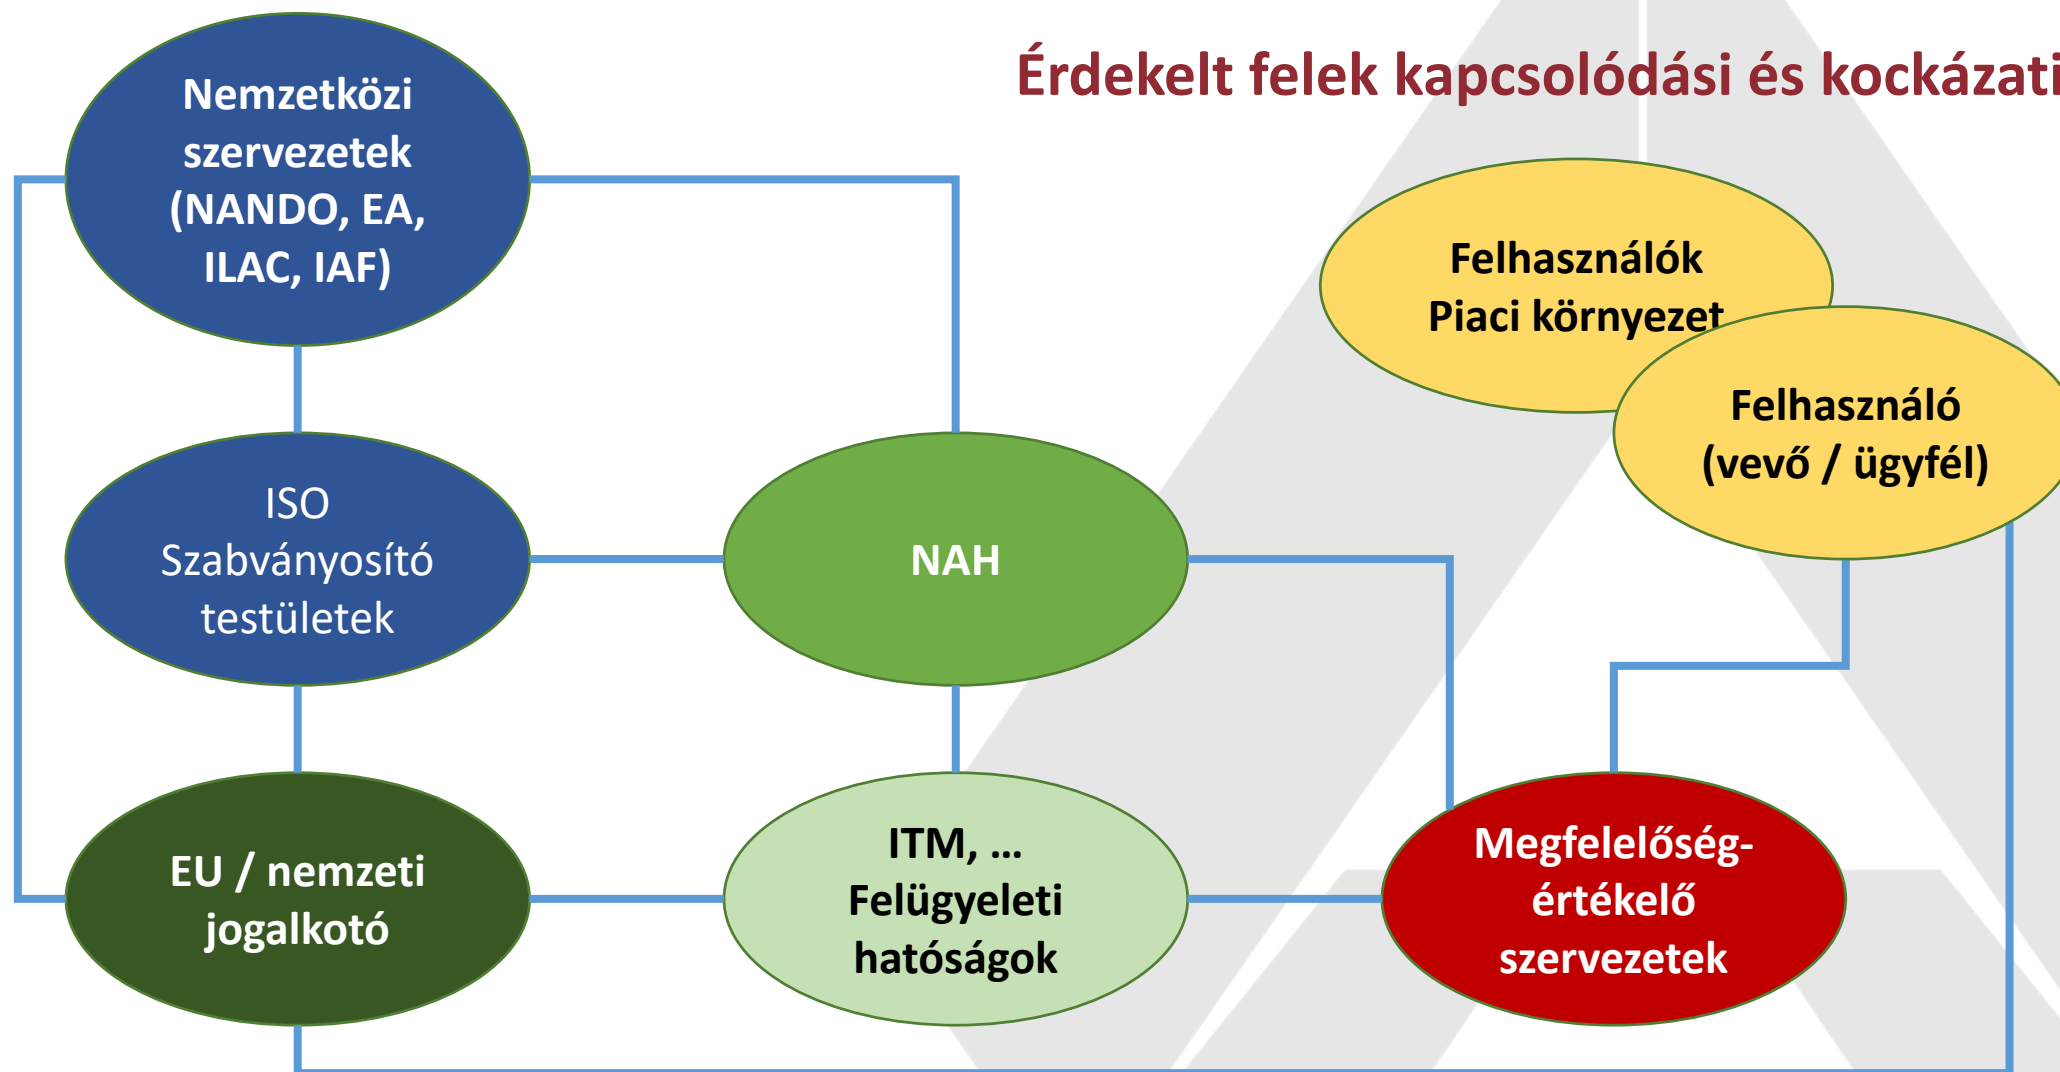 Érdekelt felek kapcsolódási és kockázati
Nemzetközi
szervezetek
(NANDO, EA,
ILAC, IAF)
Felhasználók
Piaci környezet
Felhasználó
(vevő / ügyfél)
ISO
Szabványosító
testületek
NAH
EU / nemzeti
jogalkotó
ITM, ...
Felügyeleti
hatóságok
Megfelelőség-
értékelő
szervezetek